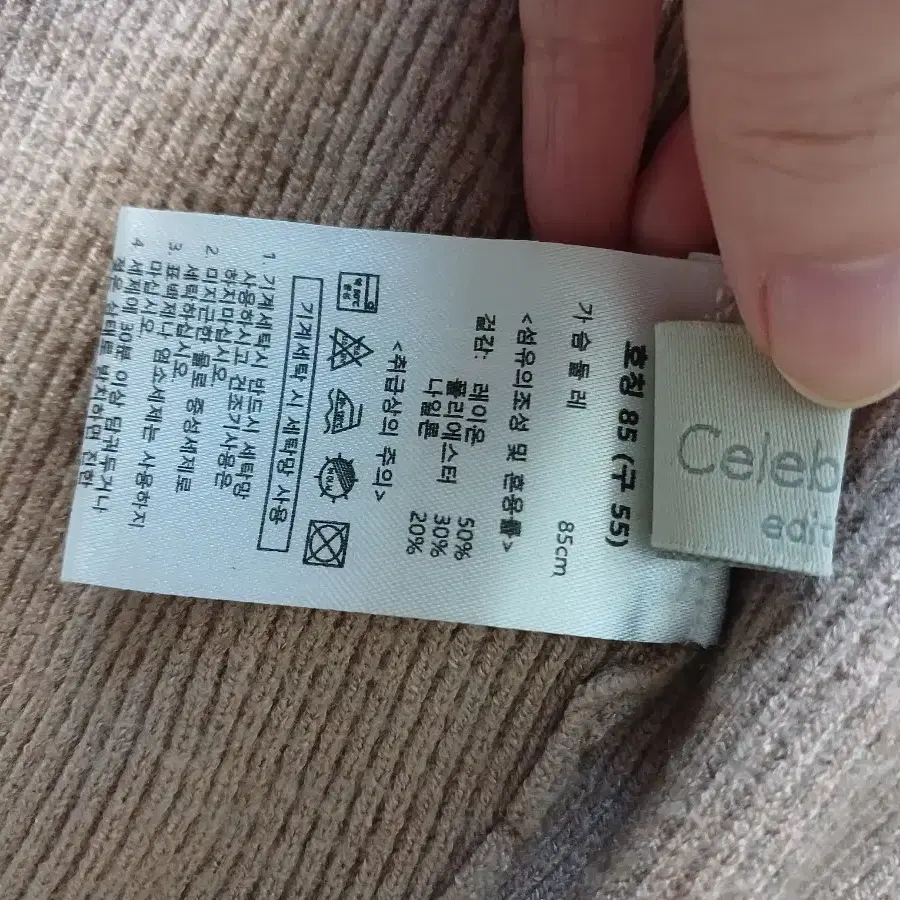 Celeb
edit
호칭 85 (구 55)
가슴둘레 85cm
<섬유의조성 및 혼용률>
겉감: 레이온 50%
폴리에스터 30%
나일론 20%
<취급상의 주의>
기계세탁 시 세탁망 사용
1. 기계세탁시 반드시 세탁망
사용하시고 건조기사용은
하지마십시오
2. 미지근한 물로 중성세제로
세탁하십시오
3. 표백제나 염소세제는 사용하지
마십시오
4. 세제에 30분 이상 담궈두거나
젖은 상태로 방치하면 안